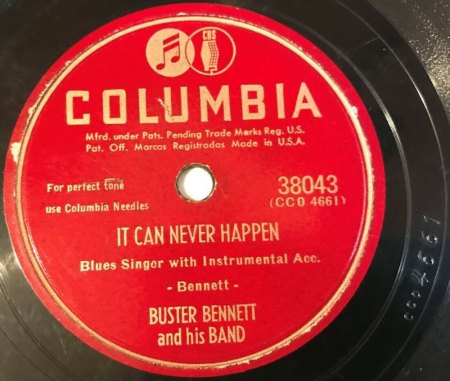 CBS
COLUMBIA
Mfrd. under Pats. Pending Trade Marks Reg. U.S.
Pat. Off. Marcas Registradas Made in U.S.A.
For perfect tone
use Columbia Needles
38043
(CCO 4661)
IT CAN NEVER HAPPEN
Blues Singer with Instrumental Acc.
- Bennett -
BUSTER BENNETT
and his BAND
CCO4661